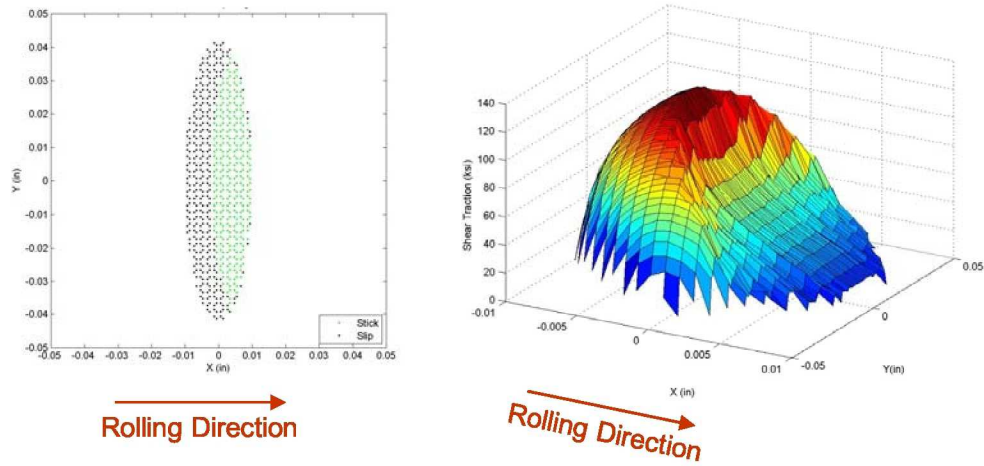 0.05
0.04
0.03
0.02
0.01
0
-0.01
-0.02
-0.03
-0.04
-0.05
Y (in)
-0.05 -0.04 -0.03 -0.02 -0.01 0 0.01 0.02 0.03 0.04 0.05
X (in)
Stick
Slip
Rolling Direction
140
120
100
80
60
40
20
0
Shear Traction (ksi)
-0.01
-0.005
0
0.005
0.01
X (in)
-0.05
0
0.05
Y(in)
Rolling Direction